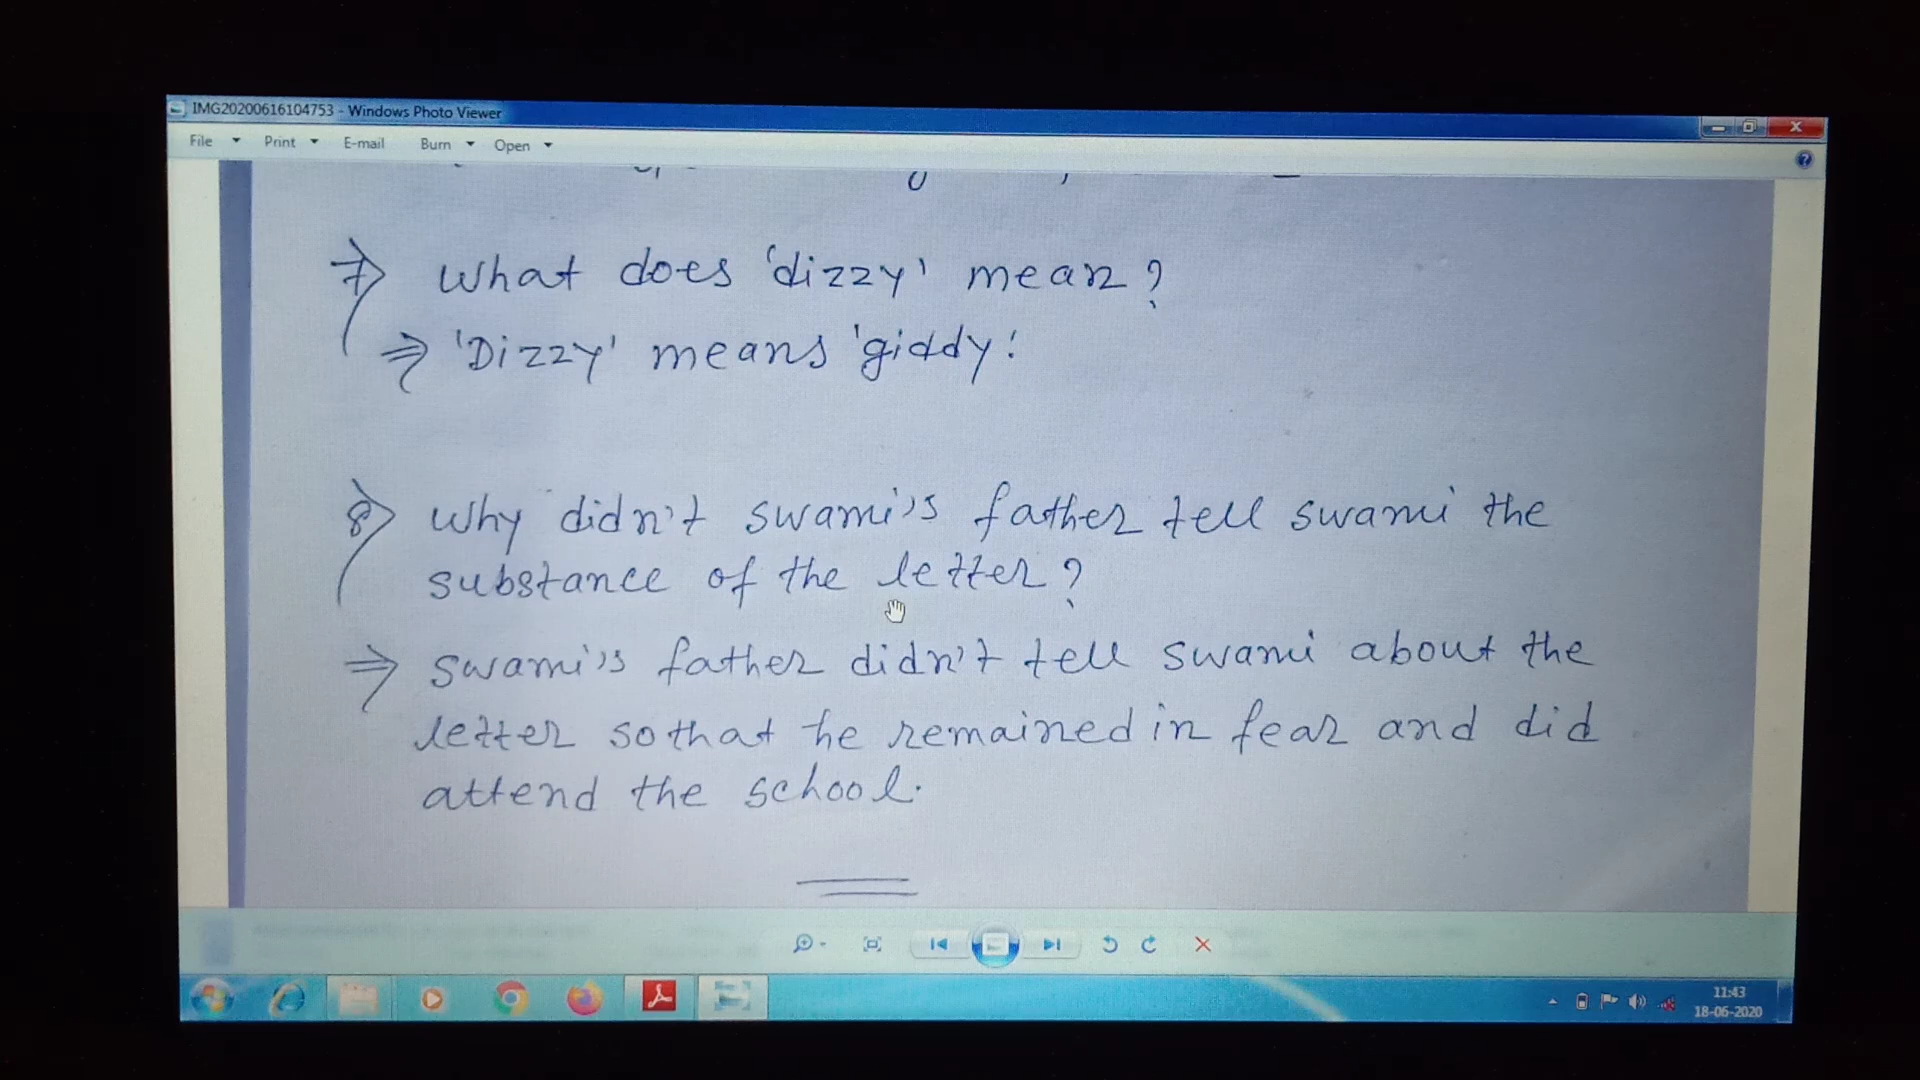 IMG20200616104753 - Windows Photo Viewer
File Print E-mail Burn Open
7) What does 'dizzy' mean?
⇒ 'Dizzy' means 'giddy'.
8) Why didn't swami's father tell swami the
substance of the letter?
⇒ Swami's father didn't tell swami about the
letter so that he remained in fear and did
attend the school.
11:43
18-06-2020